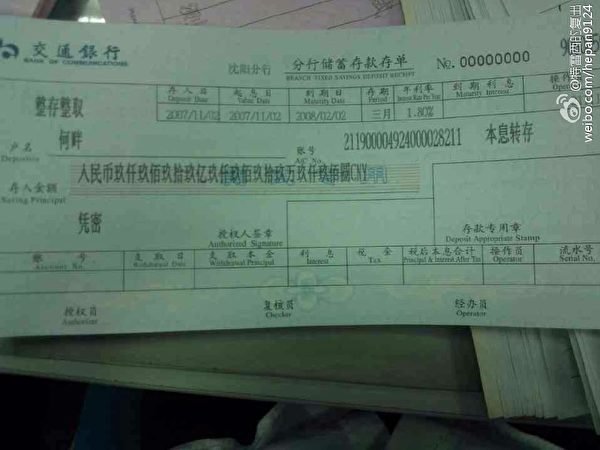 交通銀行
BANK OF COMMUNICATIONS
沈阳分行
分行储蓄存款存单
BRANCH FIXED SAVINGS DEPOSIT RECEIPT
No. 00000000
存入日 起息日 到期日 存期 年利率 到期利息
Deposit Date Value Date Maturity Date Period Interest Rate Per Year Maturity Interest
整存整取 2007/11/02 2007/11/02 2008/02/02 三月 1.80%
户名 何畔 账号 211900004924000028211 本息转存
Depositor A/C No.
存入金额 人民币玖仟玖佰玖拾玖亿玖仟玖佰玖拾玖万玖仟玖佰圆CNY
Saving Principal
凭密
授权人签章 存款专用章
Authorized Signature Deposit Appropriate Stamp
账号 支取日 支取本金 利息 税金 税后本息合计 操作员 流水号
Account No. Withdrawal Date Withdrawal Principal Interest Tax Principal & Interest After Tax Operator Serial No.
授权员 复核员 经办员
Authorizer Checker Operator
weibo.com/hepan9124